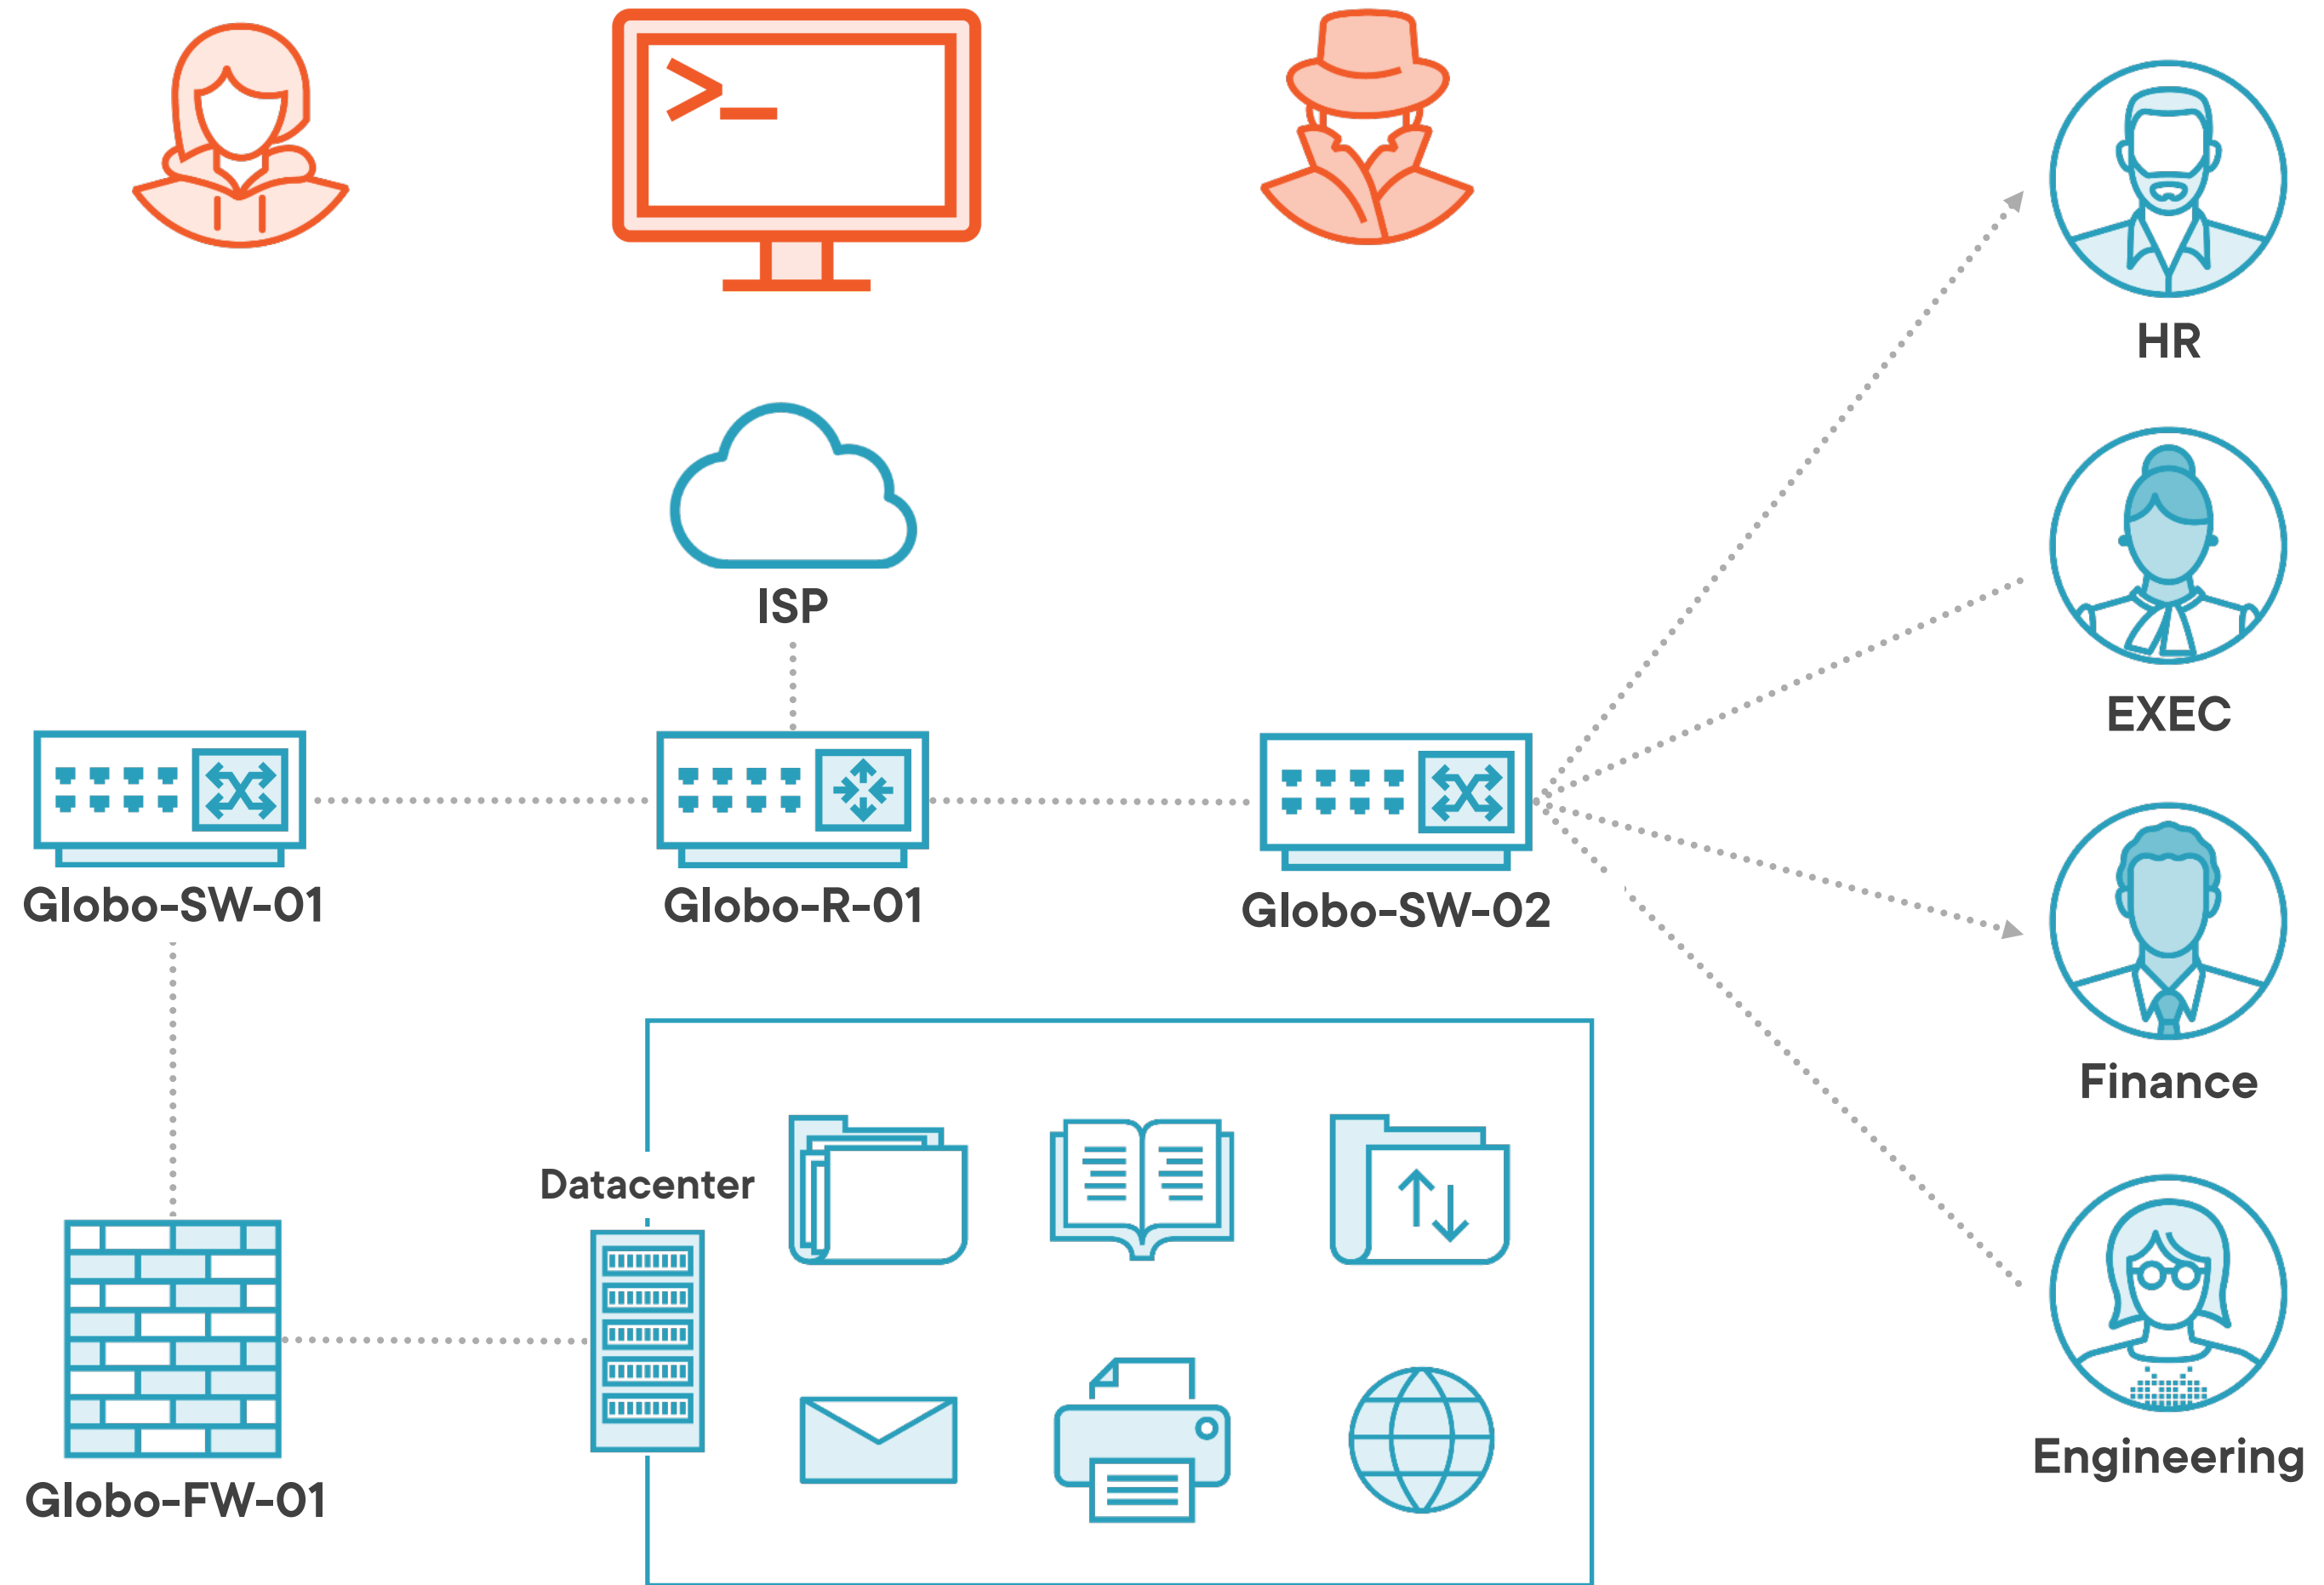 >_
HR
ISP
EXEC
Globo-SW-01
Globo-R-01
Globo-SW-02
Finance
Datacenter
Engineering
Globo-FW-01